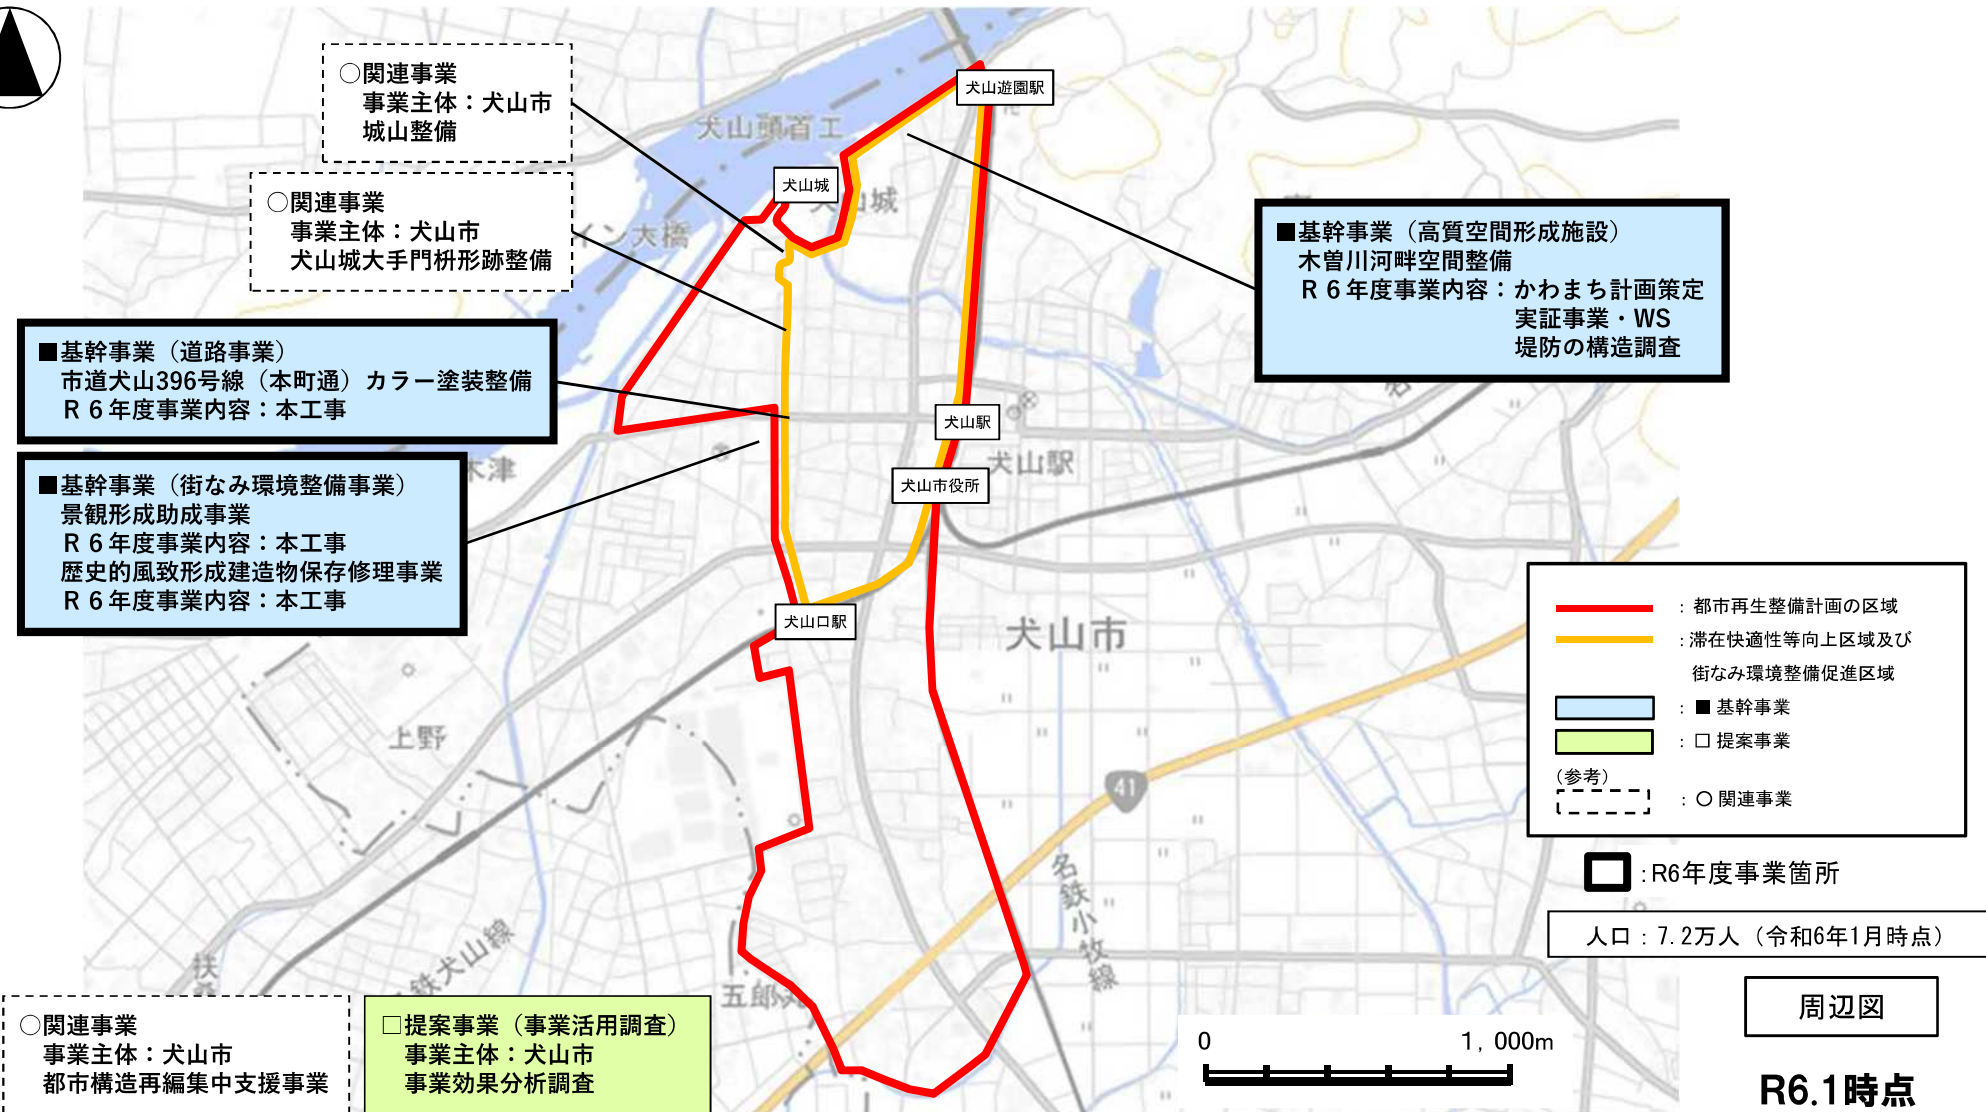 ○関連事業
事業主体：犬山市
城山整備
○関連事業
事業主体：犬山市
犬山城大手門枡形跡整備
■基幹事業（道路事業）
市道犬山396号線（本町通）カラー塗装整備
Ｒ６年度事業内容：本工事
■基幹事業（街なみ環境整備事業）
景観形成助成事業
Ｒ６年度事業内容：本工事
歴史的風致形成建造物保存修理事業
Ｒ６年度事業内容：本工事
■基幹事業（高質空間形成施設）
木曽川河畔空間整備
Ｒ６年度事業内容：かわまち計画策定
実証事業・WS
堤防の構造調査
犬山遊園駅
犬山頭首工
犬山城
犬山城
イン大橋
犬山駅
犬山駅
犬山市役所
木津
犬山口駅
犬山市
上野
41
名鉄小牧線
鉄犬山線
扶桑
五郎丸
：都市再生整備計画の区域
：滞在快適性等向上区域及び
街なみ環境整備促進区域
：■基幹事業
：□提案事業
(参考)
：○関連事業
：R6年度事業箇所
人口：7.2万人（令和6年1月時点）
周辺図
R6.1時点
○関連事業
事業主体：犬山市
都市構造再編集中支援事業
□提案事業（事業活用調査）
事業主体：犬山市
事業効果分析調査
0 1,000m